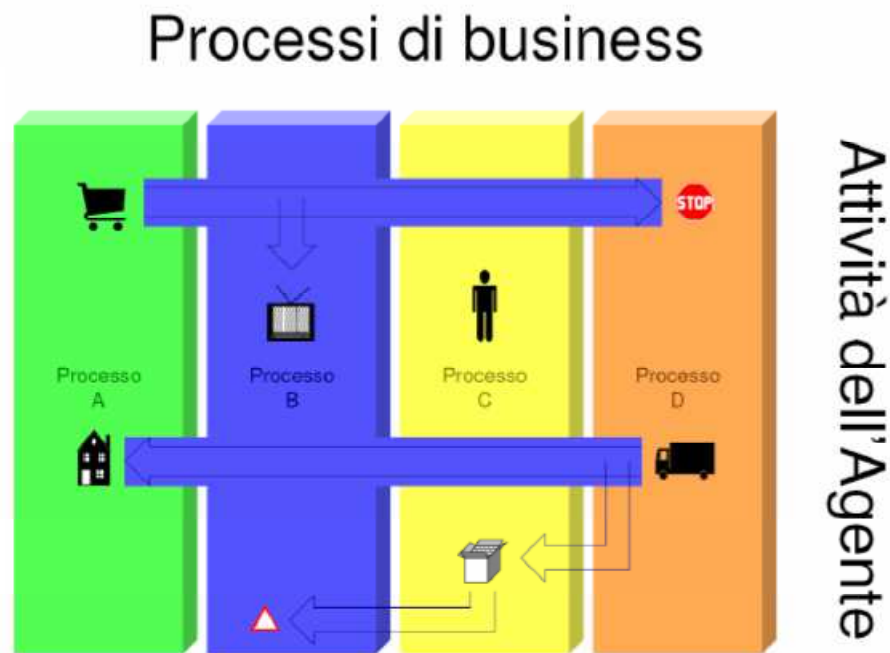 Processi di business
STOP
Processo
A
Processo
B
Processo
C
Processo
D
Attività dell'Agente